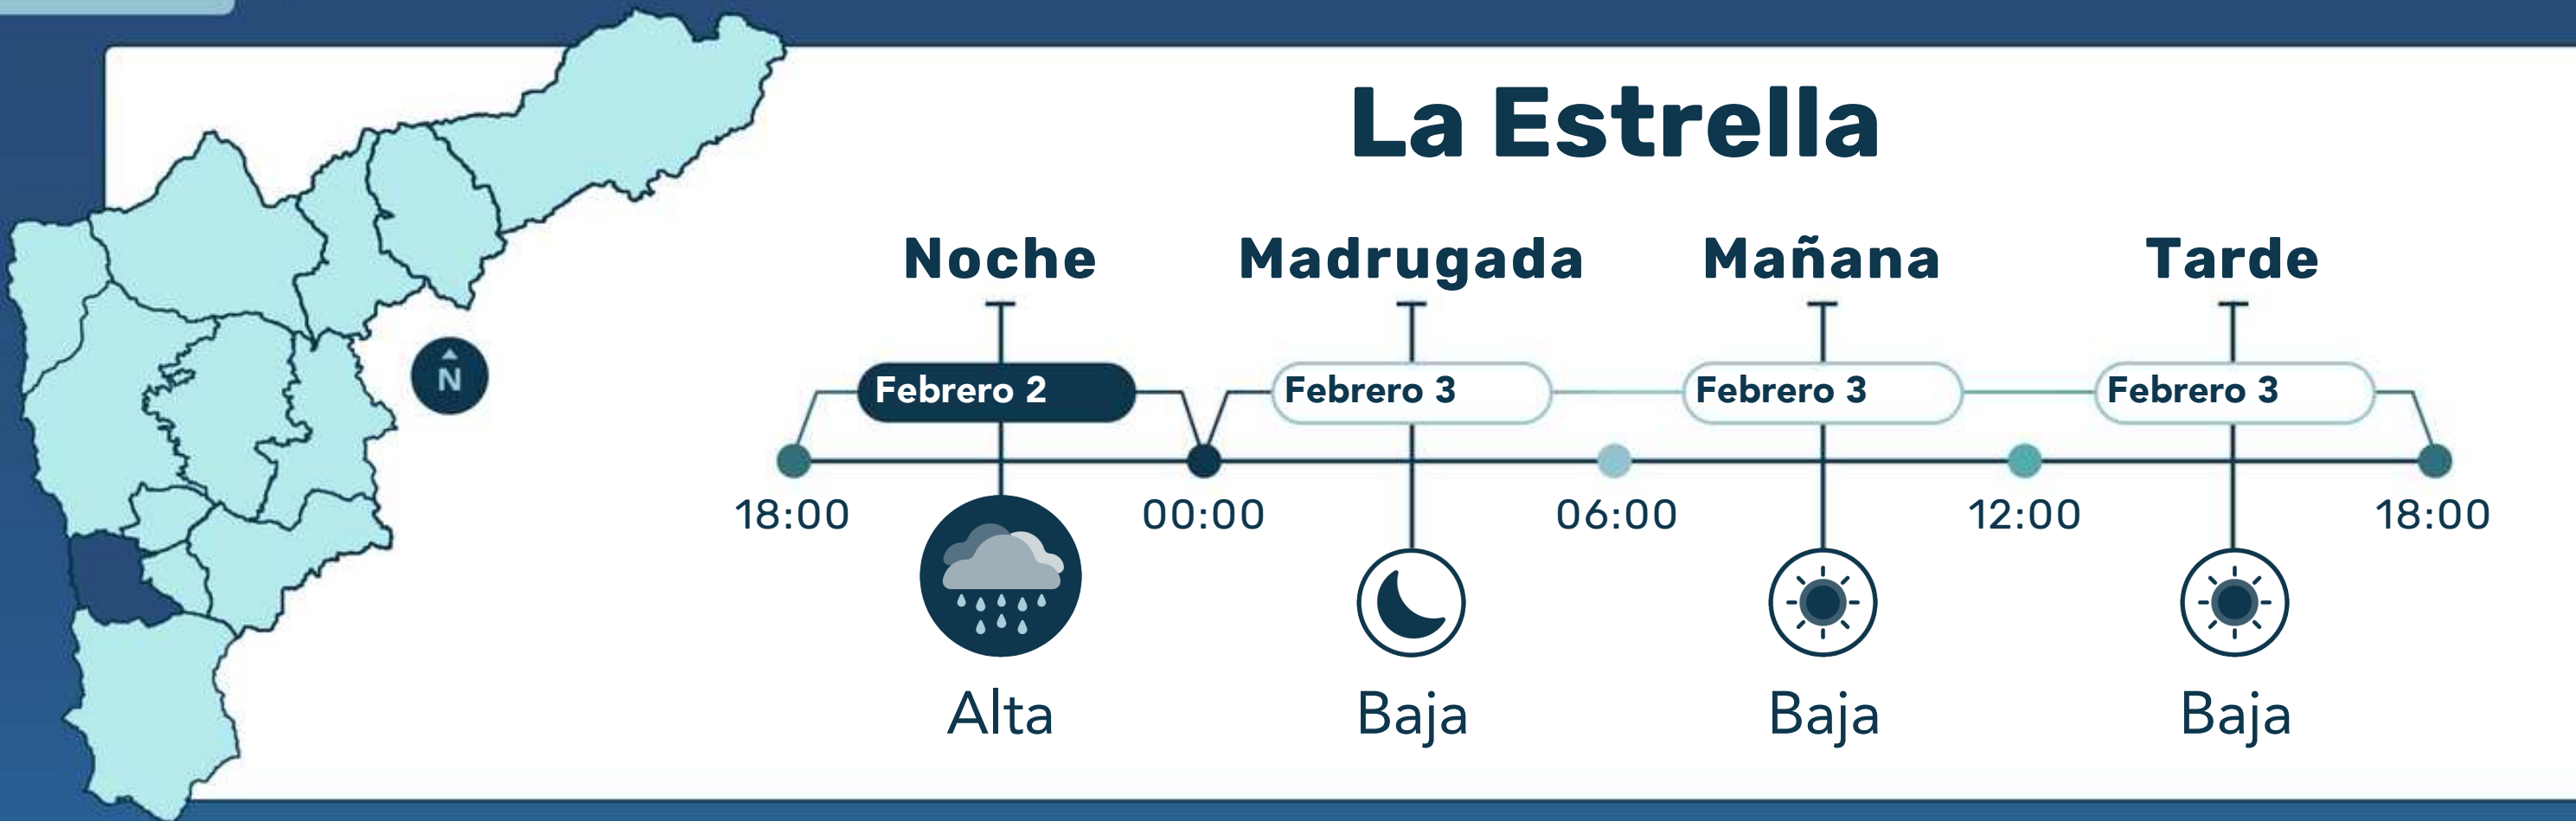 La Estrella
Noche Madrugada Mañana Tarde
Febrero 2 Febrero 3 Febrero 3 Febrero 3
N
18:00 00:00 06:00 12:00 18:00
Alta Baja Baja Baja